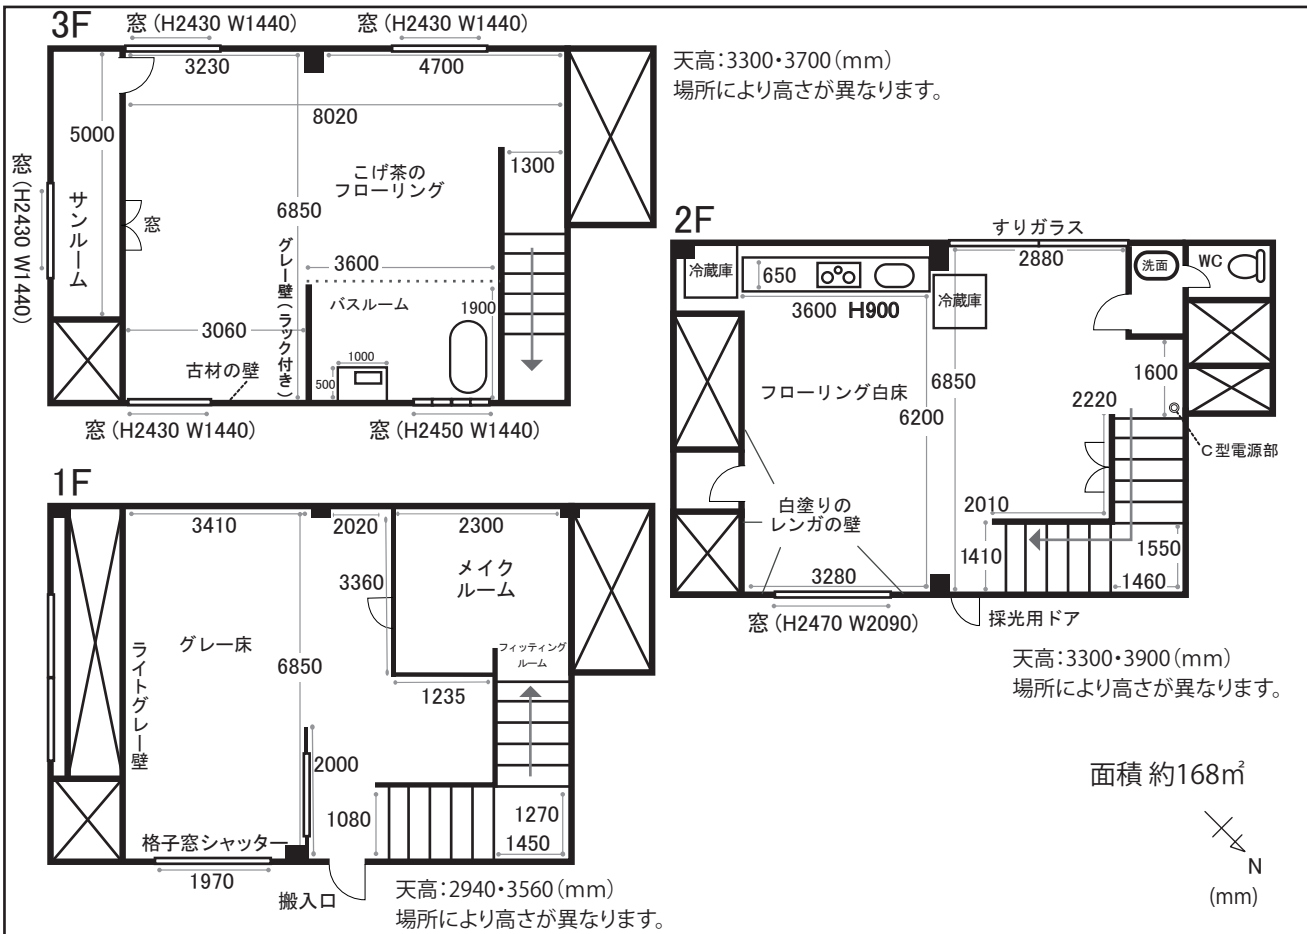 3F
窓（H2430 W1440）
窓（H2430 W1440）
3230
4700
8020
5000
窓（H2430 W1440）
サンルーム
窓
こげ茶の
フローリング
1300
6850
グレー壁（ラック付き）
3600
バスルーム
1900
3060
古材の壁
1000
500
窓（H2430 W1440）
窓（H2450 W1440）
天高：3300・3700（mm）
場所により高さが異なります。
2F
すりガラス
冷蔵庫
650
3600
H900
冷蔵庫
2880
洗面
WC
フローリング白床
6850
6200
1600
2220
C型電源部
2010
白塗りの
レンガの壁
1410
1550
1460
3280
窓（H2470 W2090）
採光用ドア
天高：3300・3900（mm）
場所により高さが異なります。
1F
3410
2020
2300
3360
メイク
ルーム
グレー床
ライトグレー壁
6850
フィッティング
ルーム
1235
2000
1080
1270
1450
格子窓シャッター
1970
搬入口
天高：2940・3560（mm）
場所により高さが異なります。
面積 約168㎡
N
(mm)